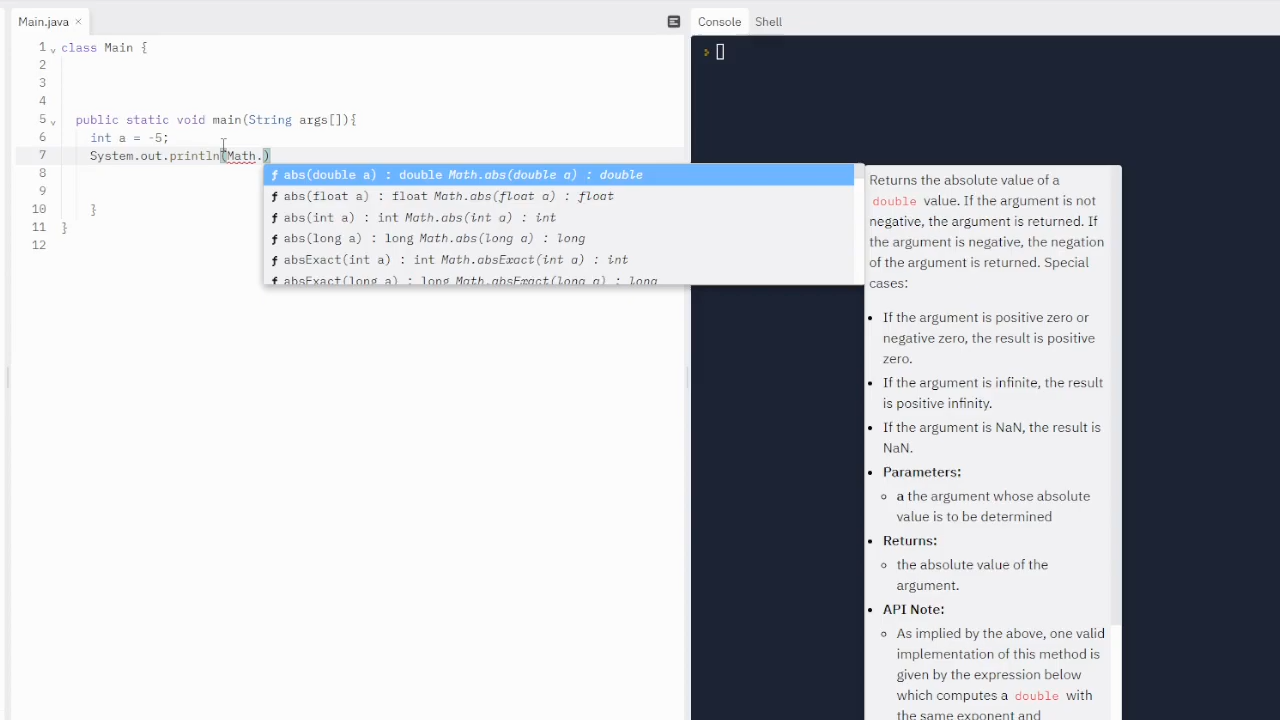 Main.java ×
Console
Shell
1 class Main {
2
3
4
5 public static void main(String args[]){
6 int a = -5;
7 System.out.println(Math.)
8
9
10 }
11 }
12
f abs(double a) : double Math.abs(double a) : double
f abs(float a) : float Math.abs(float a) : float
f abs(int a) : int Math.abs(int a) : int
f abs(long a) : long Math.abs(long a) : long
f absExact(int a) : int Math.absExact(int a) : int
f absExact(long a) : long Math.absExact(long a) : long
Returns the absolute value of a
double value. If the argument is not
negative, the argument is returned. If
the argument is negative, the negation
of the argument is returned. Special
cases:
• If the argument is positive zero or
negative zero, the result is positive
zero.
• If the argument is infinite, the result
is positive infinity.
• If the argument is NaN, the result is
NaN.
• Parameters:
◦ a the argument whose absolute
value is to be determined
• Returns:
◦ the absolute value of the
argument.
• API Note:
◦ As implied by the above, one valid
implementation of this method is
given by the expression below
which computes a double with
the same exponent and